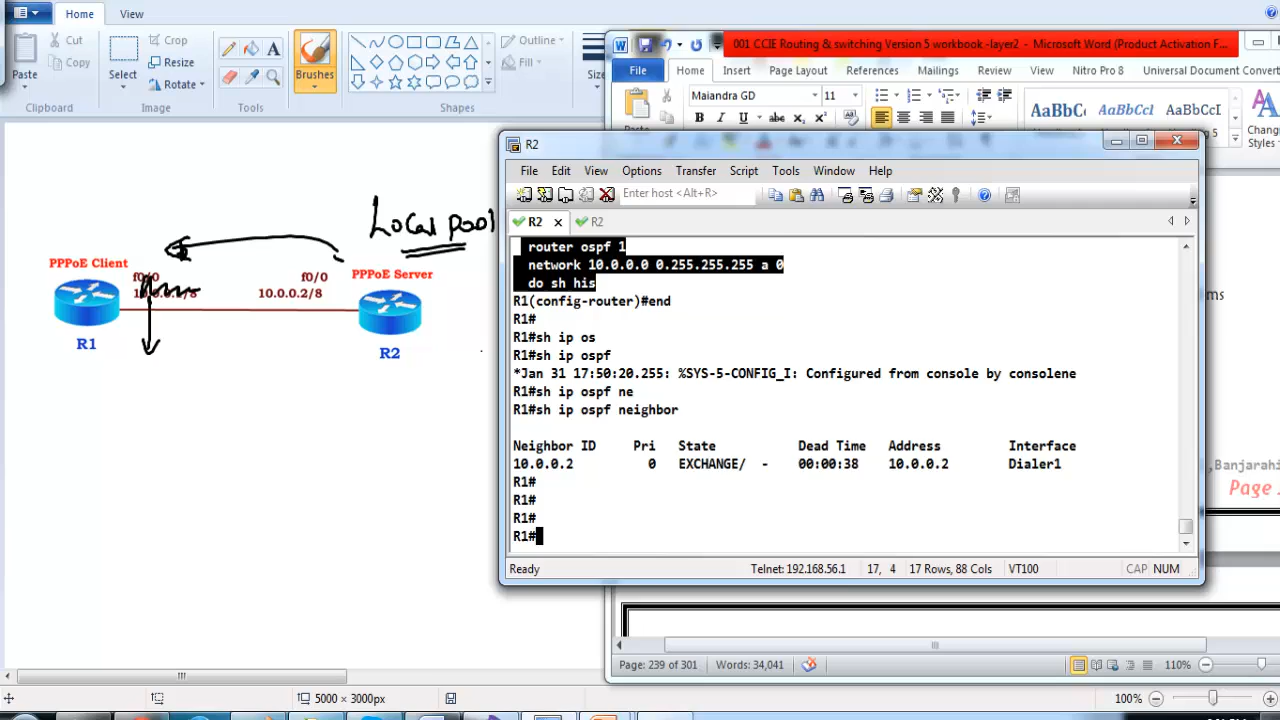 Home
View
Cut
Copy
Paste
Clipboard
Select
Crop
Resize
Rotate
Image
Tools
Brushes
Outline
Fill
Shapes
001 CCIE Routing & switching Version 5 workbook -layer2 - Microsoft Word (Product Activation F...
File
Home
Insert
Page Layout
References
Mailings
Review
View
Nitro Pro 8
Universal Document Convert
Maiandra GD
11
AaBbC
AaBbCcI
AaBbCcI
Chang
Styles
Local pool
PPPoE Client
f0/0
f0/0
PPPoE Server
10.0.0.2/8
R1
R2
R2
File Edit View Options Transfer Script Tools Window Help
Enter host <Alt+R>
R2
R2
router ospf 1
network 10.0.0.0 0.255.255.255 a 0
do sh his
R1(config-router)#end
R1#
R1#sh ip os
R1#sh ip ospf
*Jan 31 17:50:20.255: %SYS-5-CONFIG_I: Configured from console by consolene
R1#sh ip ospf ne
R1#sh ip ospf neighbor
Neighbor ID Pri State Dead Time Address Interface
10.0.0.2 0 EXCHANGE/ - 00:00:38 10.0.0.2 Dialer1
R1#
R1#
R1#
R1#
Ready
Telnet: 192.168.56.1 17, 4 17 Rows, 88 Cols VT100 CAP NUM
ms
,Banjarahi
Page
Page: 239 of 301
Words: 34,041
110%
5000 × 3000px
100%